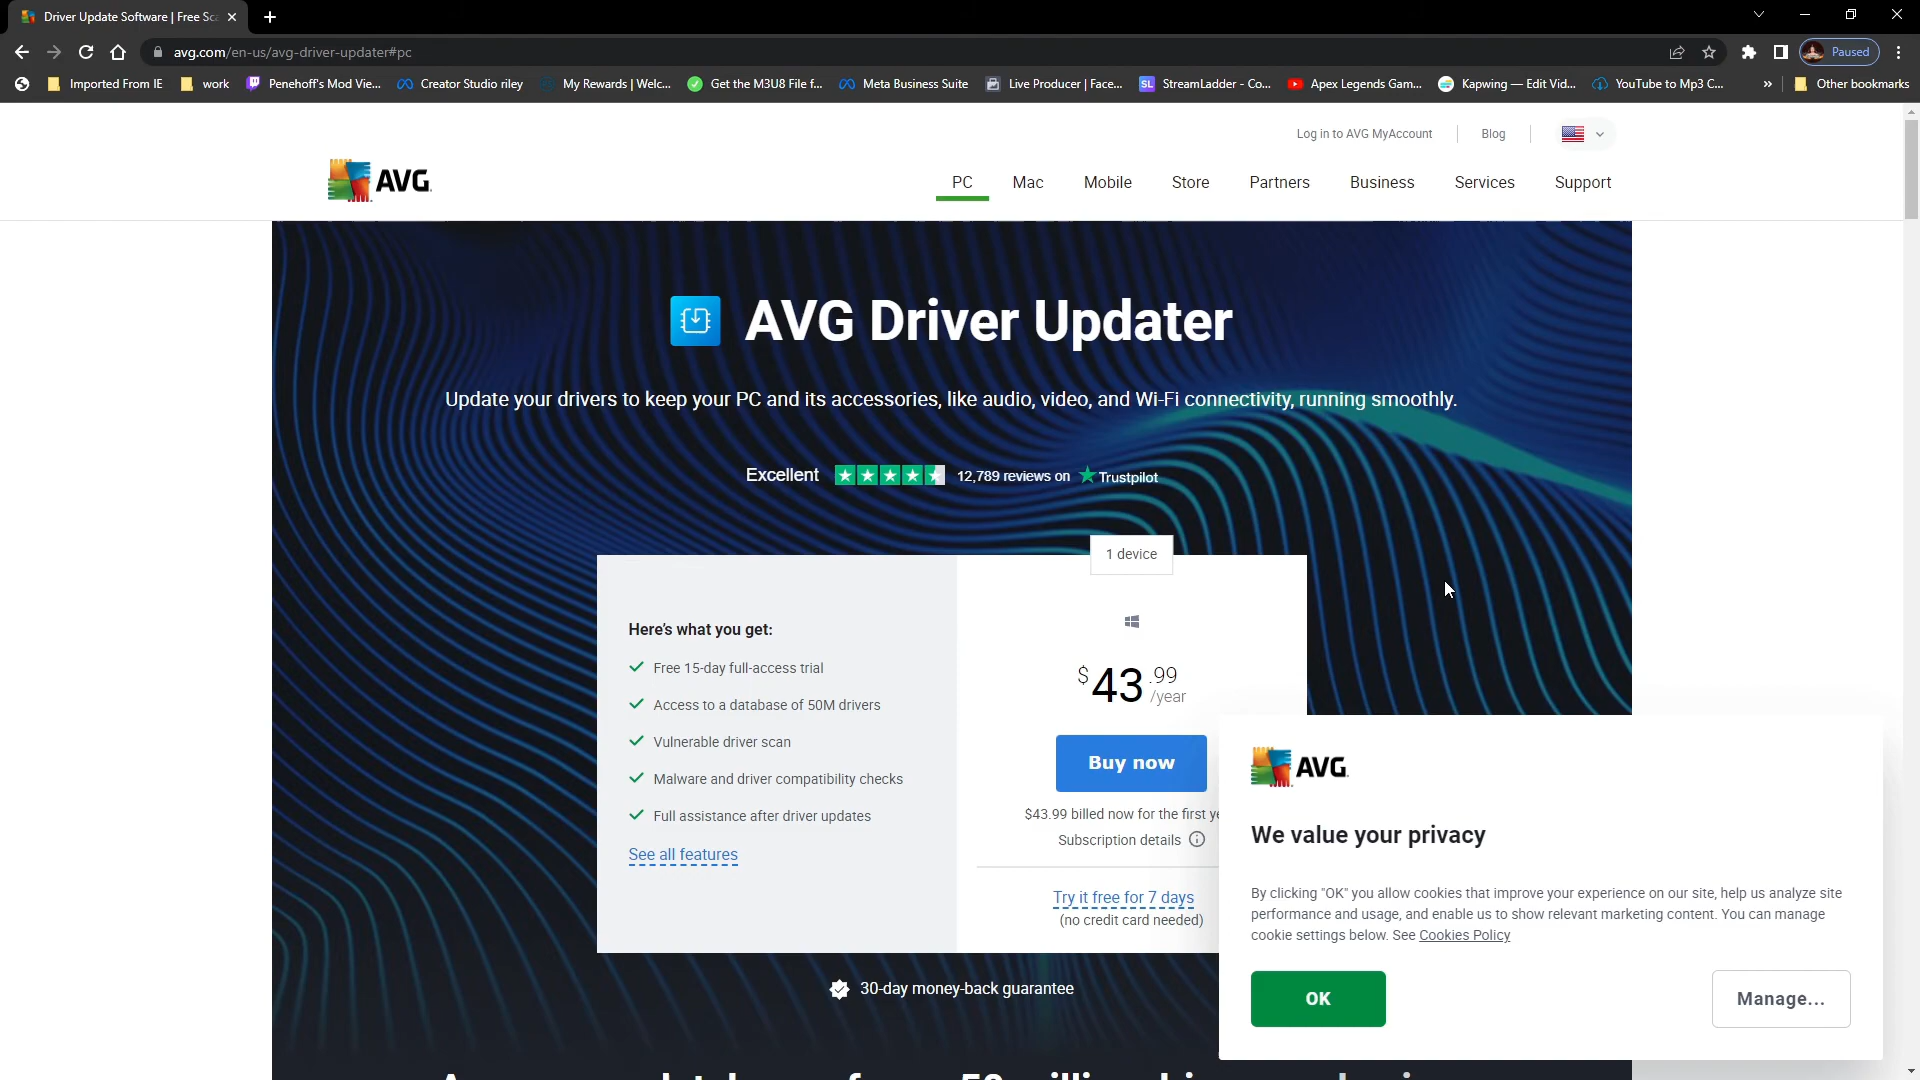 Driver Update Software | Free Sc
avg.com/en-us/avg-driver-updater#pc
Paused
Imported From IE
work
Penehoff's Mod Vie...
Creator Studio riley
My Rewards | Welc...
Get the M3U8 File f...
Meta Business Suite
Live Producer | Face...
SL
StreamLadder - Co...
Apex Legends Gam...
Kapwing — Edit Vid...
YouTube to Mp3 C...
»
Other bookmarks
Log in to AVG MyAccount
Blog
AVG
PC
Mac
Mobile
Store
Partners
Business
Services
Support
AVG Driver Updater
Update your drivers to keep your PC and its accessories, like audio, video, and Wi-Fi connectivity, running smoothly.
Excellent
12,789 reviews on Trustpilot
1 device
Here's what you get:
Free 15-day full-access trial
Access to a database of 50M drivers
Vulnerable driver scan
Malware and driver compatibility checks
Full assistance after driver updates
See all features
$43.99 /year
Buy now
$43.99 billed now for the first ye
Subscription details
Try it free for 7 days
(no credit card needed)
30-day money-back guarantee
AVG
We value your privacy
By clicking "OK" you allow cookies that improve your experience on our site, help us analyze site
performance and usage, and enable us to show relevant marketing content. You can manage
cookie settings below. See Cookies Policy
OK
Manage...